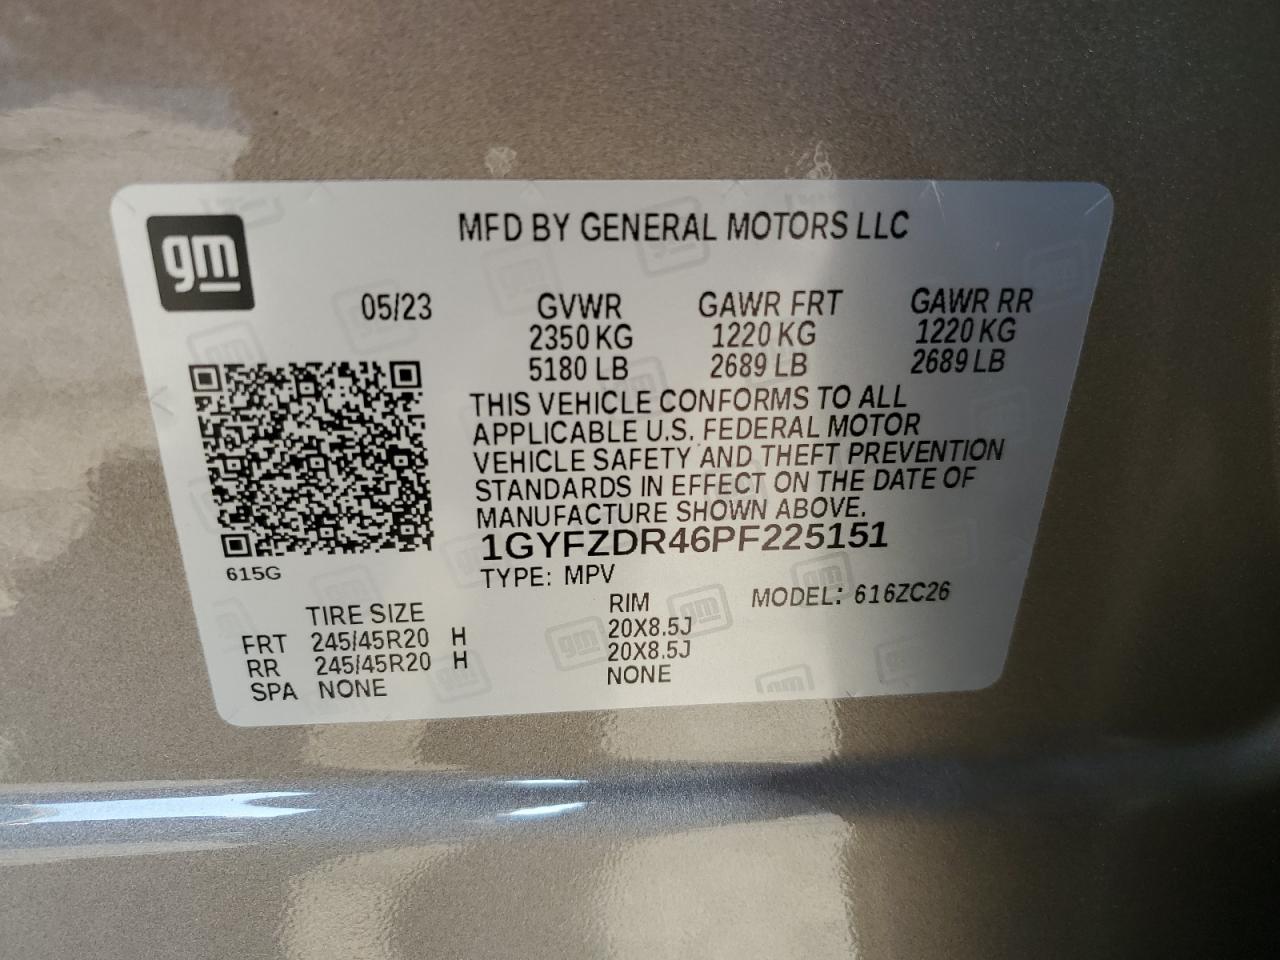 gm
MFD BY GENERAL MOTORS LLC
05/23 GVWR GAWR FRT GAWR RR
2350 KG 1220 KG 1220 KG
5180 LB 2689 LB 2689 LB
THIS VEHICLE CONFORMS TO ALL
APPLICABLE U.S. FEDERAL MOTOR
VEHICLE SAFETY AND THEFT PREVENTION
STANDARDS IN EFFECT ON THE DATE OF
MANUFACTURE SHOWN ABOVE.
1GYFZDR46PF225151
615G
TYPE: MPV
MODEL: 616ZC26
TIRE SIZE RIM
FRT 245/45R20 H 20X8.5J
RR 245/45R20 H 20X8.5J
SPA NONE NONE